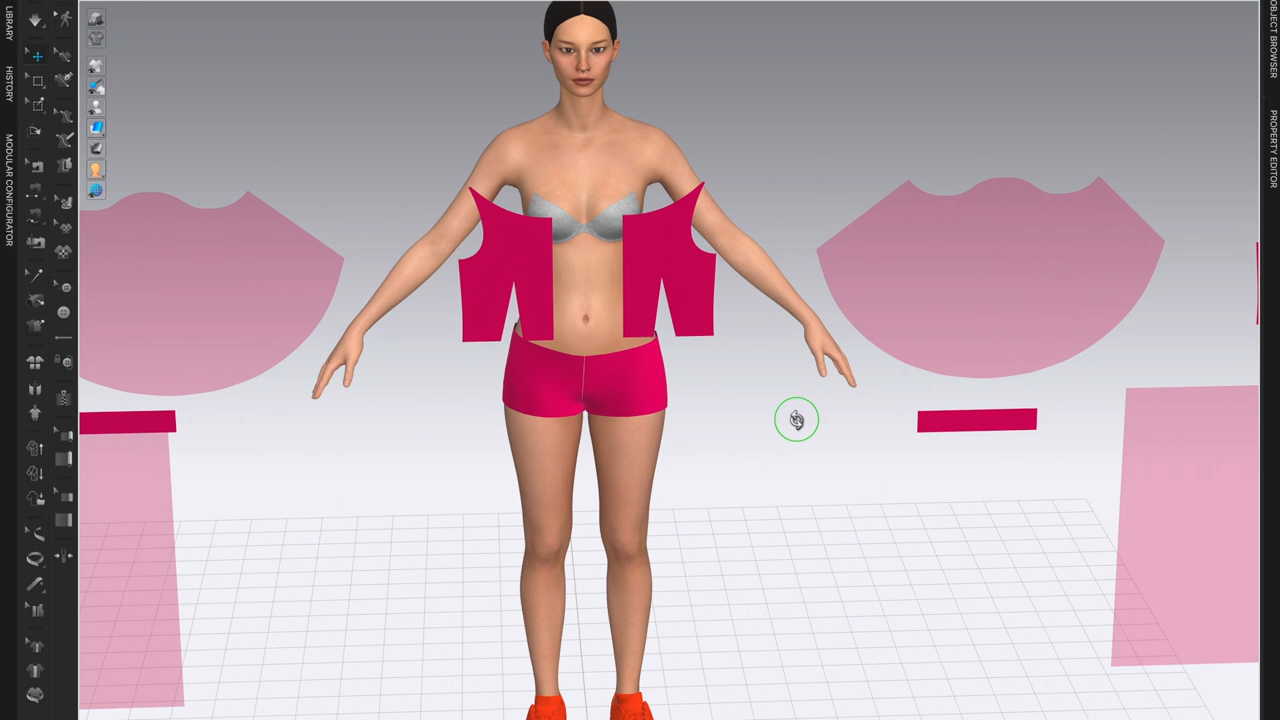 LIBRARY
HISTORY
MODULAR CONFIGURATOR
OBJECT BROWSER
PROPERTY EDITOR